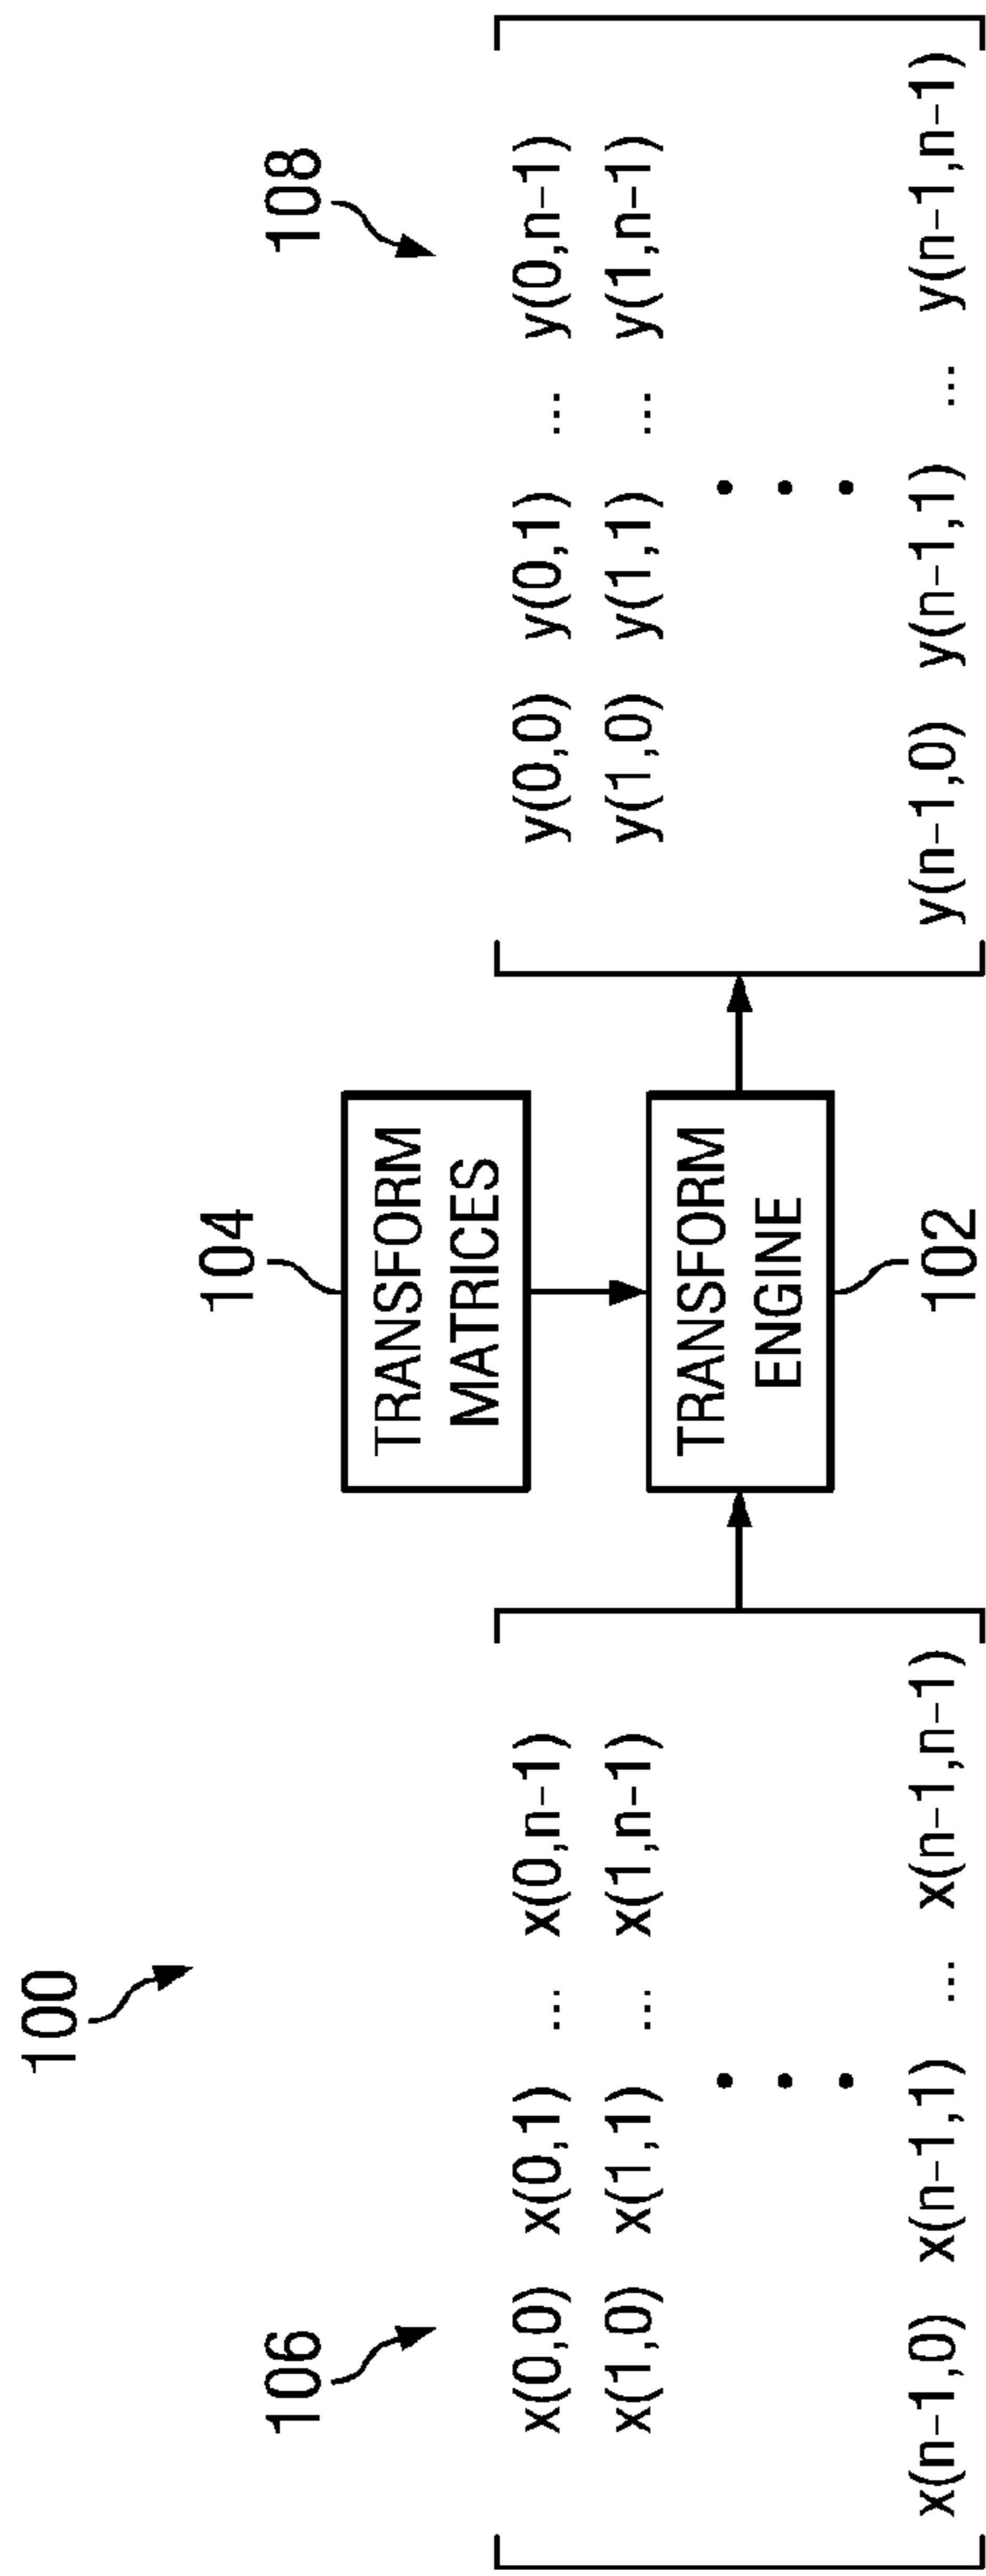 100
106
x(0,0) x(0,1) ... x(0,n-1)
x(1,0) x(1,1) ... x(1,n-1)
x(n-1,0) x(n-1,1) ... x(n-1,n-1)
104
TRANSFORM
MATRICES
TRANSFORM
ENGINE
102
108
y(0,0) y(0,1) ... y(0,n-1)
y(1,0) y(1,1) ... y(1,n-1)
y(n-1,0) y(n-1,1) ... y(n-1,n-1)